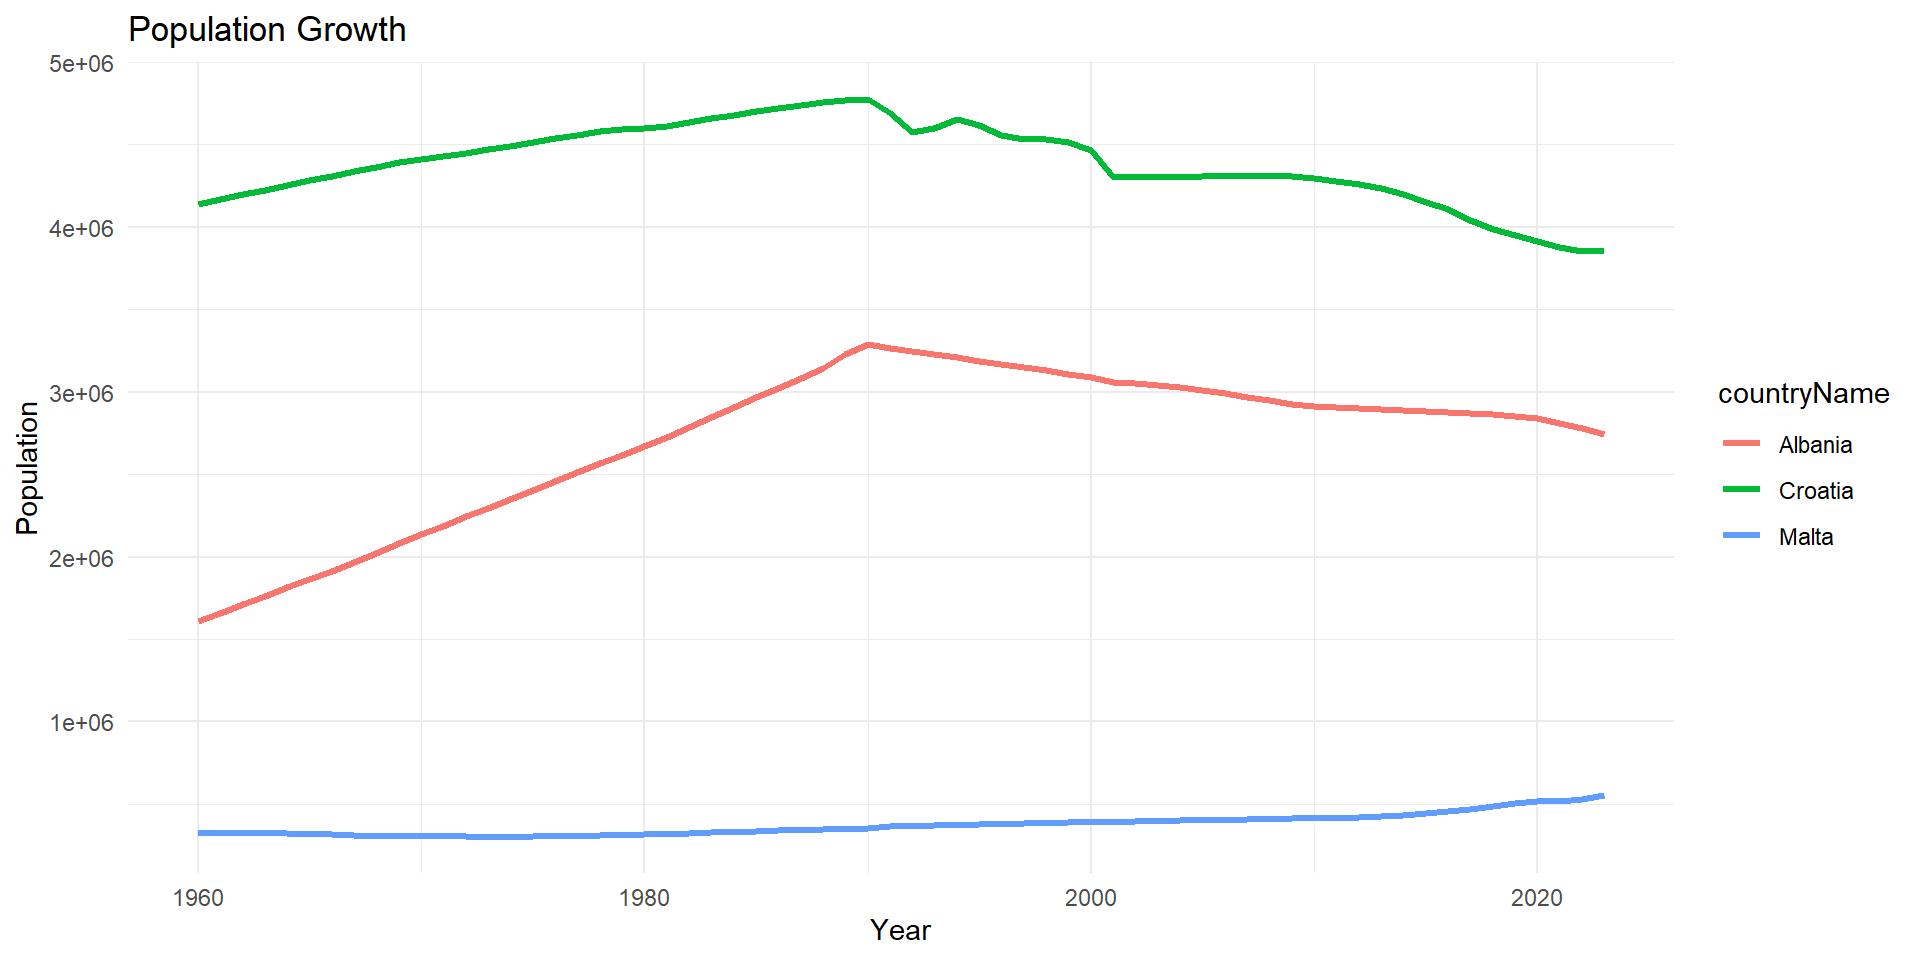 Population Growth
5e+06
4e+06
3e+06
2e+06
1e+06
Population
1960
1980
2000
2020
Year
countryName
Albania
Croatia
Malta